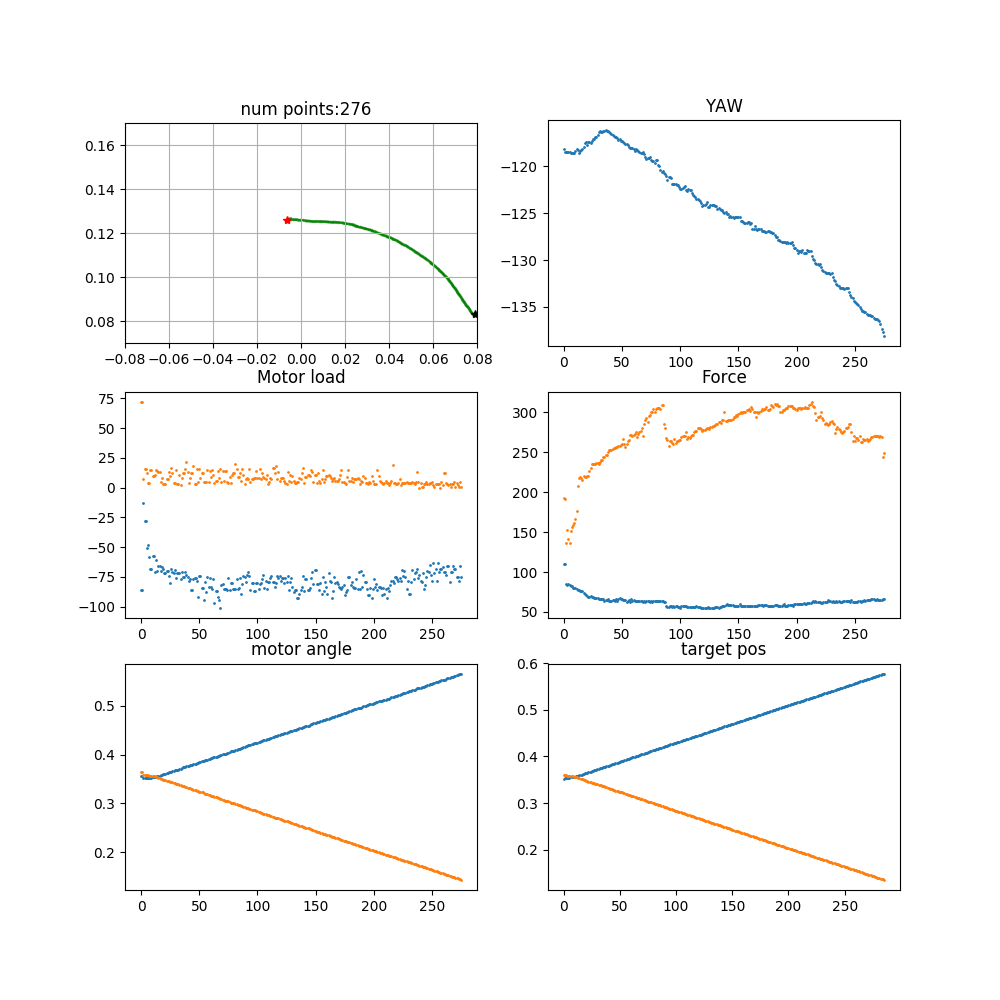 num points:276
0.16
0.14
0.12
0.10
0.08
−0.08 −0.06 −0.04 −0.02 0.00 0.02 0.04 0.06 0.08
YAW
−120
−125
−130
−135
0 50 100 150 200 250
Motor load
75
50
25
0
−25
−50
−75
−100
0 50 100 150 200 250
Force
300
250
200
150
100
50
0 50 100 150 200 250
motor angle
0.5
0.4
0.3
0.2
0 50 100 150 200 250
target pos
0.6
0.5
0.4
0.3
0.2
0 50 100 150 200 250